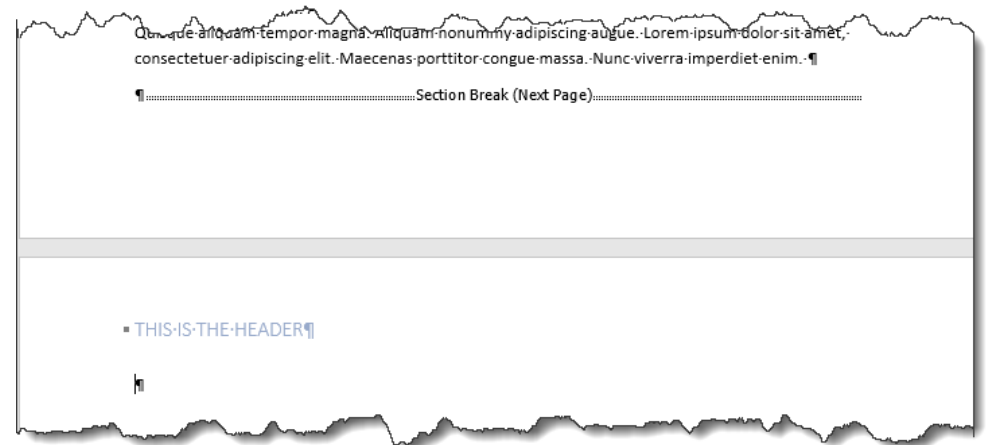 Quisque aliquam tempor magna. Aliquam nonummy adipiscing augue. Lorem ipsum dolor sit amet,
consectetuer adipiscing elit. Maecenas porttitor congue massa. Nunc viverra imperdiet enim. ¶
¶ Section Break (Next Page)
THIS IS THE HEADER¶
¶